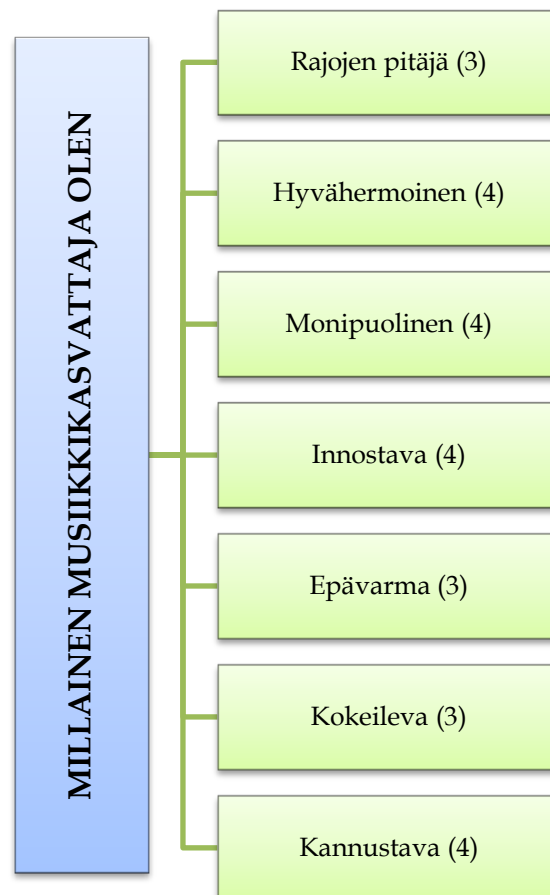 MILLAINEN MUSIIKKIKASVATTAJA OLEN
Rajojen pitäjä (3)
Hyvähermoinen (4)
Monipuolinen (4)
Innostava (4)
Epävarma (3)
Kokeileva (3)
Kannustava (4)